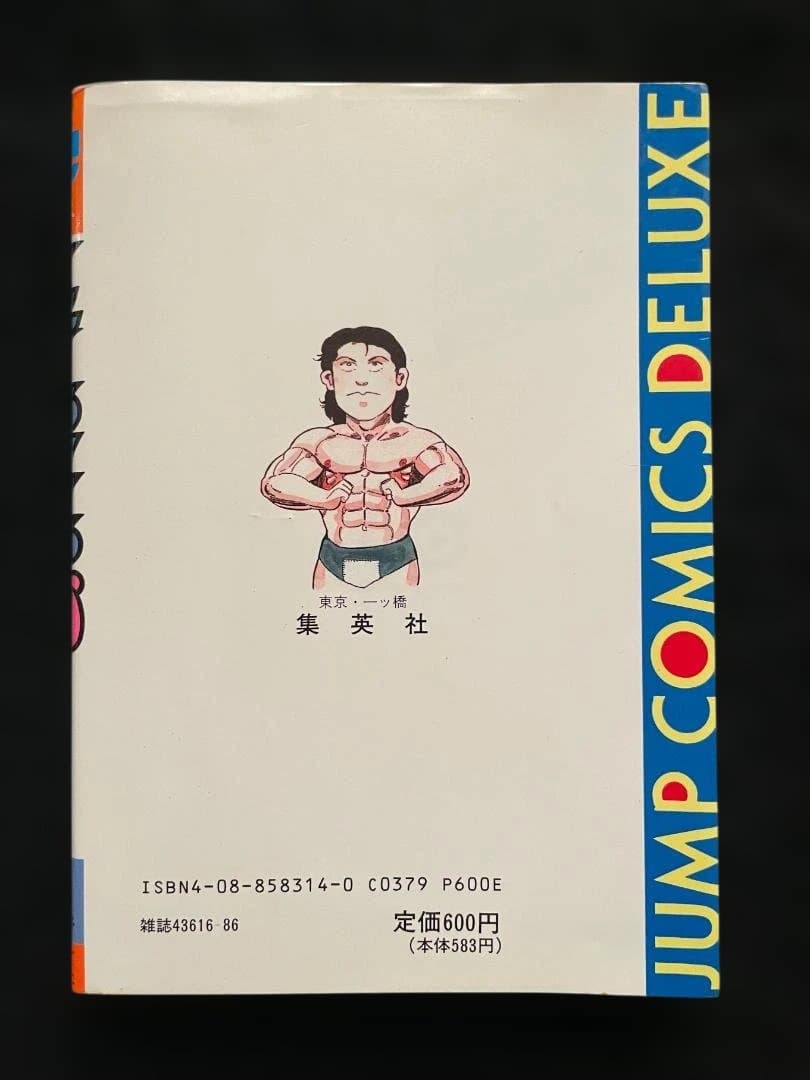 東京・一ッ橋
集英社
ISBN4-08-858314-0 C0379 P600E
雑誌43616-86
定価600円
(本体583円)
JUMP COMICS DELUXE